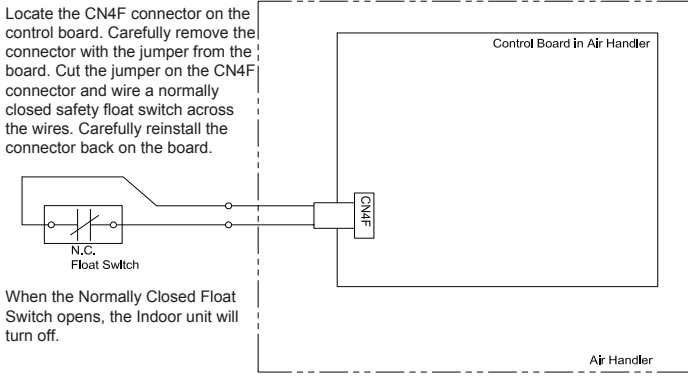 Locate the CN4F connector on the
control board. Carefully remove the
connector with the jumper from the
board. Cut the jumper on the CN4F
connector and wire a normally
closed safety float switch across
the wires. Carefully reinstall the
connector back on the board.
Control Board in Air Handler
CN4F
N.C.
Float Switch
When the Normally Closed Float
Switch opens, the Indoor unit will
turn off.
Air Handler